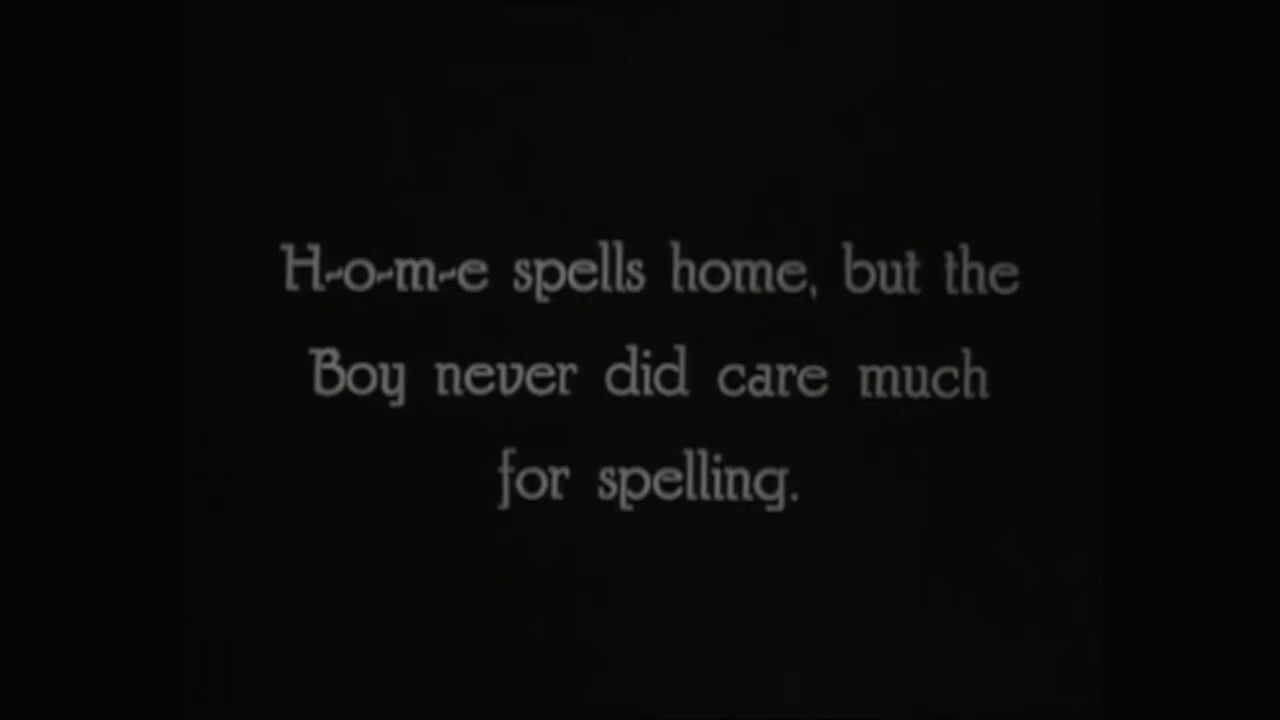 H-o-m-e spells home, but the
Boy never did care much
for spelling.